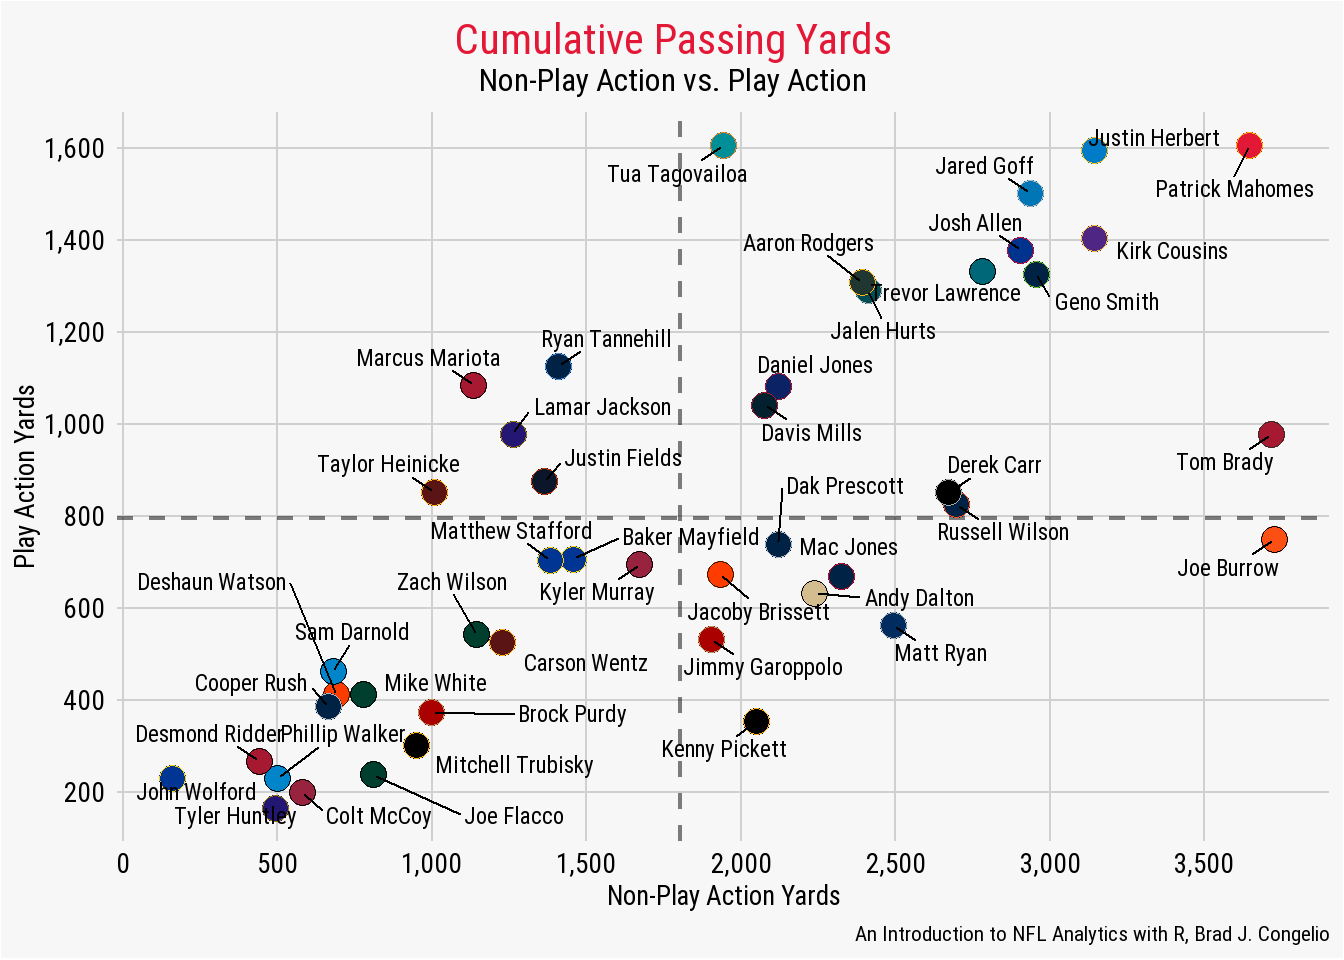 Cumulative Passing Yards
Non-Play Action vs. Play Action
Play Action Yards
1,600
1,400
1,200
1,000
800
600
400
200
Justin Herbert
Jared Goff
Tua Tagovailoa
Patrick Mahomes
Josh Allen
Aaron Rodgers
Kirk Cousins
Trevor Lawrence
Geno Smith
Jalen Hurts
Ryan Tannehill
Marcus Mariota
Daniel Jones
Lamar Jackson
Davis Mills
Justin Fields
Taylor Heinicke
Tom Brady
Derek Carr
Dak Prescott
Matthew Stafford
Baker Mayfield
Russell Wilson
Mac Jones
Joe Burrow
Deshaun Watson
Zach Wilson
Kyler Murray
Andy Dalton
Jacoby Brissett
Sam Darnold
Matt Ryan
Carson Wentz
Jimmy Garoppolo
Cooper Rush
Mike White
Brock Purdy
Desmond Ridder
Phillip Walker
Kenny Pickett
Mitchell Trubisky
John Wolford
Tyler Huntley
Colt McCoy
Joe Flacco
0
500
1,000
1,500
2,000
2,500
3,000
3,500
Non-Play Action Yards
An Introduction to NFL Analytics with R, Brad J. Congelio